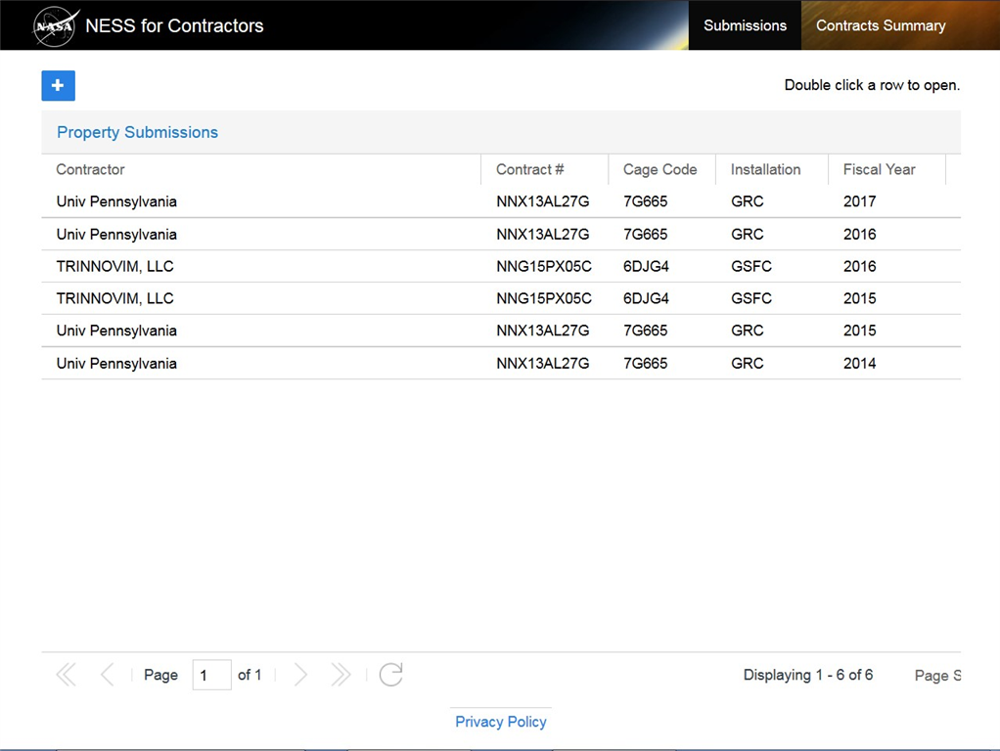 NASA NESS for Contractors Submissions Contracts Summary
+ Double click a row to open.
Property Submissions
Contractor Contract # Cage Code Installation Fiscal Year
Univ Pennsylvania NNX13AL27G 7G665 GRC 2017
Univ Pennsylvania NNX13AL27G 7G665 GRC 2016
TRINNOVIM, LLC NNG15PX05C 6DJG4 GSFC 2016
TRINNOVIM, LLC NNG15PX05C 6DJG4 GSFC 2015
Univ Pennsylvania NNX13AL27G 7G665 GRC 2015
Univ Pennsylvania NNX13AL27G 7G665 GRC 2014
Page 1 of 1 Displaying 1 - 6 of 6 Page S
Privacy Policy